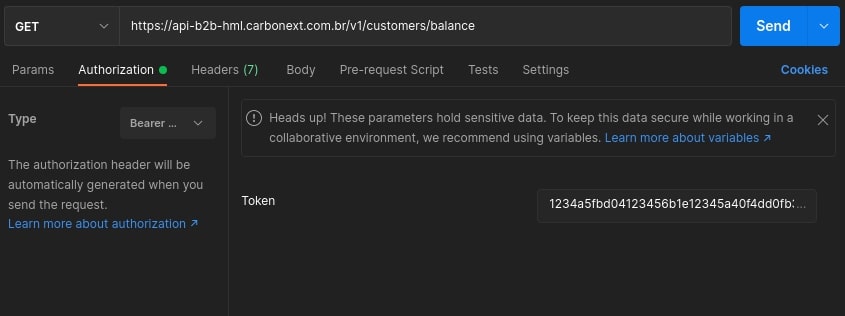 GET
https://api-b2b-hml.carbonext.com.br/v1/customers/balance
Send
Params
Authorization
Headers (7)
Body
Pre-request Script
Tests
Settings
Cookies
Type
Bearer ...
The authorization header will be
automatically generated when you
send the request.
Learn more about authorization ↗
Heads up! These parameters hold sensitive data. To keep this data secure while working in a
collaborative environment, we recommend using variables. Learn more about variables ↗
Token
1234a5fbd04123456b1e12345a40f4dd0fb:...